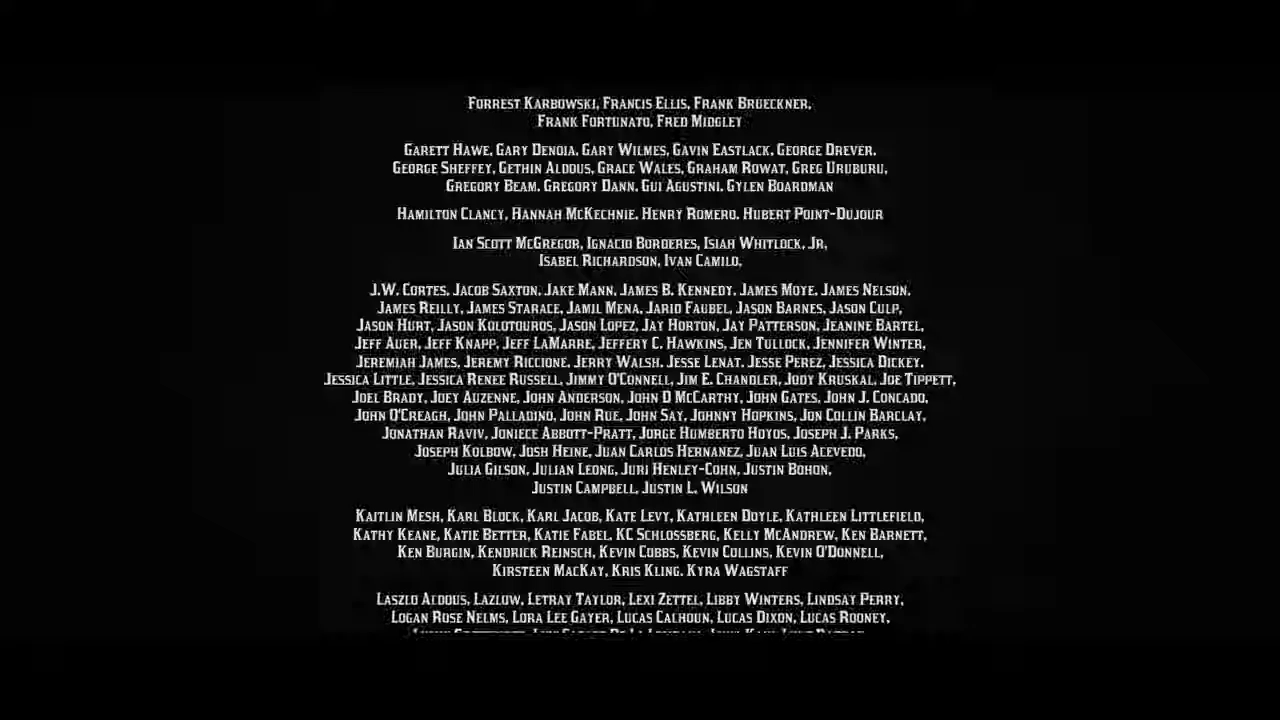 Forrest Karbowski, Francis Ellis, Frank Brueckner,
Frank Fortunato, Fred Midgley
Garett Hawe, Gary Denoia, Gary Wilmes, Gavin Eastlack, George Drever,
George Sheffey, Gethin Aldous, Grace Wales, Graham Rowat, Greg Uruburu,
Gregory Beam, Gregory Dann, Gui Agustini, Gylen Boardman
Hamilton Clancy, Hannah McKechnie, Henry Romero, Hubert Point-Dujour
Ian Scott McGregor, Ignacio Borderes, Isiah Whitlock, Jr,
Isabel Richardson, Ivan Camilo,
J.W. Cortes, Jacob Saxton, Jake Mann, James B. Kennedy, James Moye, James Nelson,
James Reilly, James Starace, Jamil Mena, Jario Faubel, Jason Barnes, Jason Culp,
Jason Hurt, Jason Kolotouros, Jason Lopez, Jay Horton, Jay Patterson, Jeanine Bartel,
Jeff Auer, Jeff Knapp, Jeff LaMarre, Jeffery C. Hawkins, Jen Tullock, Jennifer Winter,
Jeremiah James, Jeremy Riccione, Jerry Walsh, Jesse Lenat, Jesse Perez, Jessica Dickey,
Jessica Little, Jessica Renee Russell, Jimmy O'Connell, Jim E. Chandler, Jody Kruskal, Joe Tippett,
Joel Brady, Joey Auzenne, John Anderson, John D McCarthy, John Gates, John J. Concado,
John O'Creagh, John Palladino, John Rue, John Say, Johnny Hopkins, Jon Collin Barclay,
Jonathan Raviv, Joniece Abbott-Pratt, Jorge Humberto Hoyos, Joseph J. Parks,
Joseph Kolbow, Josh Heine, Juan Carlos Hernanez, Juan Luis Acevedo,
Julia Gilson, Julian Leong, Juri Henley-Cohn, Justin Bohon,
Justin Campbell, Justin L. Wilson
Kaitlin Mesh, Karl Bluck, Karl Jacob, Kate Levy, Kathleen Doyle, Kathleen Littlefield,
Kathy Keane, Katie Better, Katie Fabel, KC Schlossberg, Kelly McAndrew, Ken Barnett,
Ken Burgin, Kendrick Reinsch, Kevin Cobbs, Kevin Collins, Kevin O'Donnell,
Kirsteen MacKay, Kris Kling, Kyra Wagstaff
Laszlo Aldous, Lazlow, Letray Taylor, Lexi Zettel, Libby Winters, Lindsay Perry,
Logan Rose Nelms, Lora Lee Gayer, Lucas Calhoun, Lucas Dixon, Lucas Rooney,